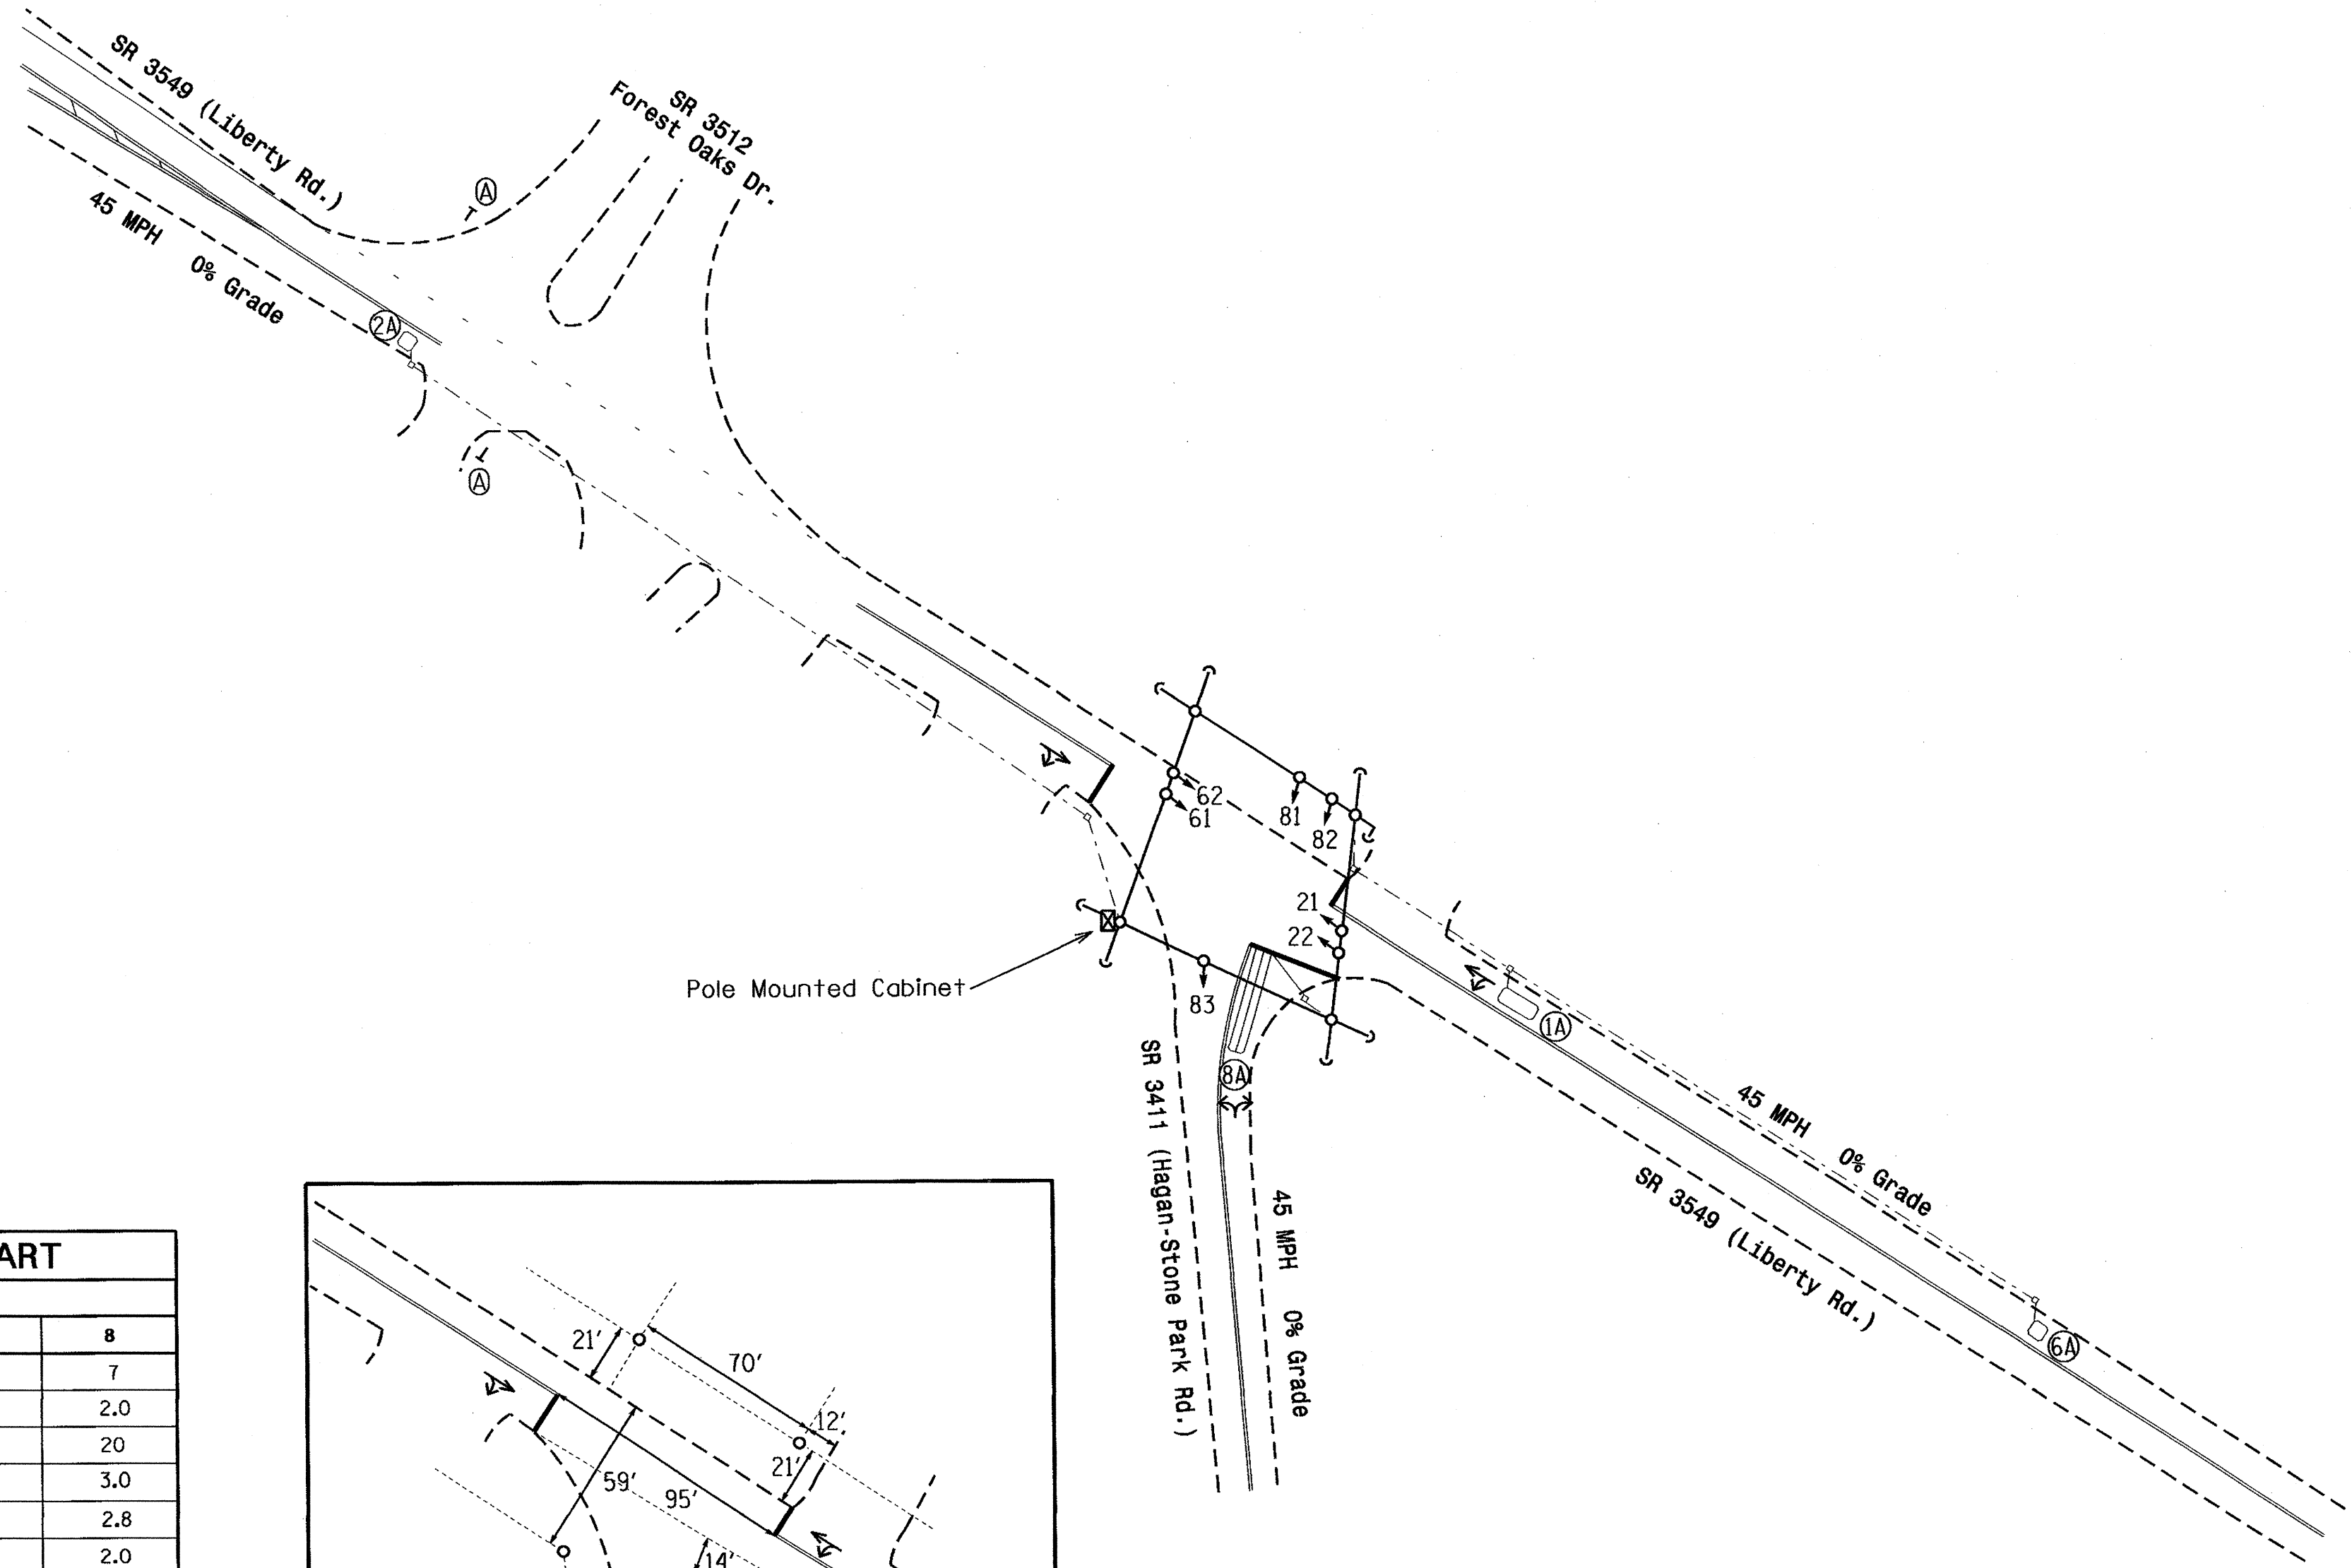 SR 3549 (Liberty Rd.)
45 MPH 0% Grade
SR 3512
Forest Oaks Dr.
A
2A
A
62
61
81
82
21
22
83
Pole Mounted Cabinet
1A
8A
SR 3411 (Hagan-Stone Park Rd.)
45 MPH 0% Grade
45 MPH 0% Grade
SR 3549 (Liberty Rd.)
6A
ART
8
7
2.0
20
3.0
2.8
2.0
21'
70'
12'
21'
59'
95'
14'